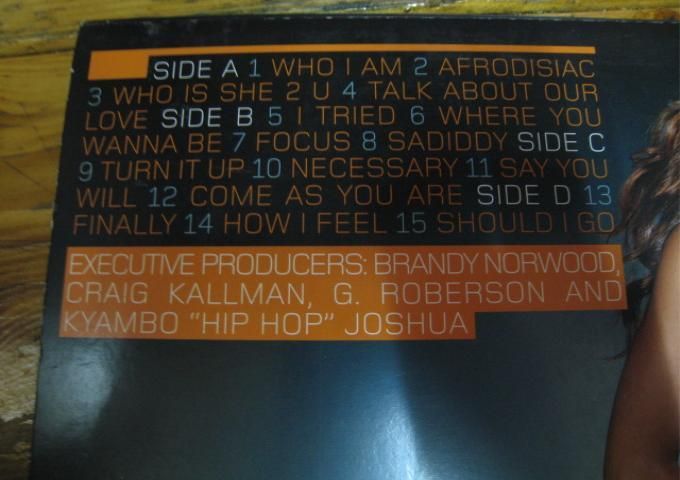 SIDE A 1 WHO I AM 2 AFRODISIAC
3 WHO IS SHE 2 U 4 TALK ABOUT OUR
LOVE SIDE B 5 I TRIED 6 WHERE YOU
WANNA BE 7 FOCUS 8 SADIDDY SIDE C
9 TURN IT UP 10 NECESSARY 11 SAY YOU
WILL 12 COME AS YOU ARE SIDE D 13
FINALLY 14 HOW I FEEL 15 SHOULD I GO
EXECUTIVE PRODUCERS: BRANDY NORWOOD,
CRAIG KALLMAN, G. ROBERSON AND
KYAMBO "HIP HOP" JOSHUA